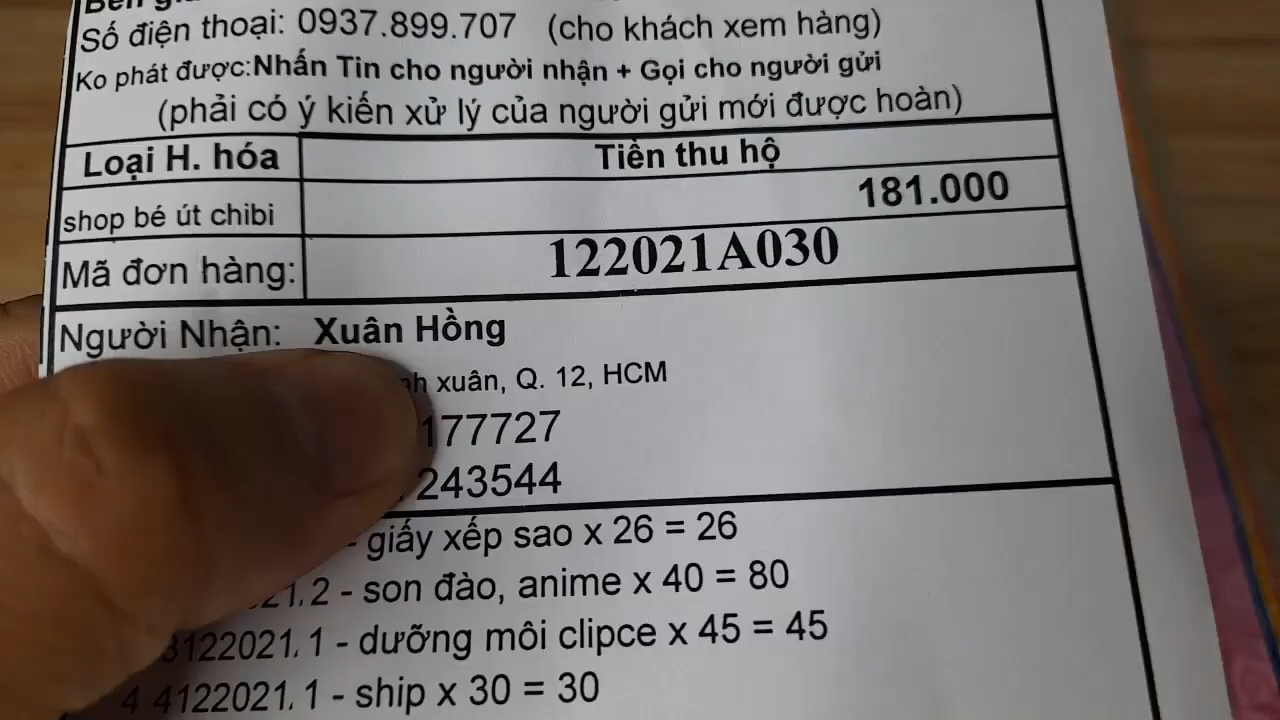 Bên
Số điện thoại: 0937.899.707 (cho khách xem hàng)
Ko phát được:Nhấn Tin cho người nhận + Gọi cho người gửi
(phải có ý kiến xử lý của người gửi mới được hoàn)
Loại H. hóa Tiền thu hộ
shop bé út chibi 181.000
Mã đơn hàng: 122021A030
Người Nhận: Xuân Hồng
xuân, Q. 12, HCM
177727
243544
- giấy xếp sao x 26 = 26
21.2 - son đào, anime x 40 = 80
3122021.1 - dưỡng môi clipce x 45 = 45
4 4122021.1 - ship x 30 = 30